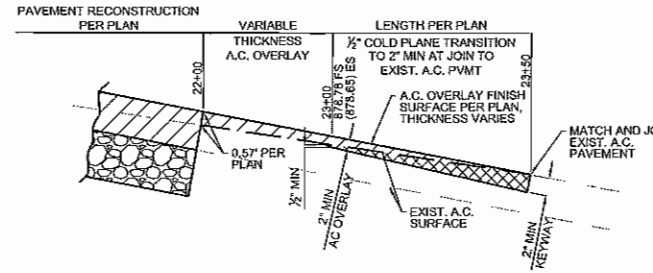 PAVEMENT RECONSTRUCTION
PER PLAN
VARIABLE
LENGTH PER PLAN
THICKNESS
A.C. OVERLAY
½" COLD PLANE TRANSITION
TO 2" MIN AT JOIN TO
EXIST. A.C. PVMT
22+00
23+00
878.78 FS
(878.65) ES
23+50
A.C. OVERLAY FINISH
SURFACE PER PLAN,
THICKNESS VARIES
MATCH AND JO
EXIST. A.C.
PAVEMENT
0.57' PER
PLAN
½" MIN
2" MIN
AC OVERLAY
EXIST. A.C.
SURFACE
2" MIN
KEYWAY